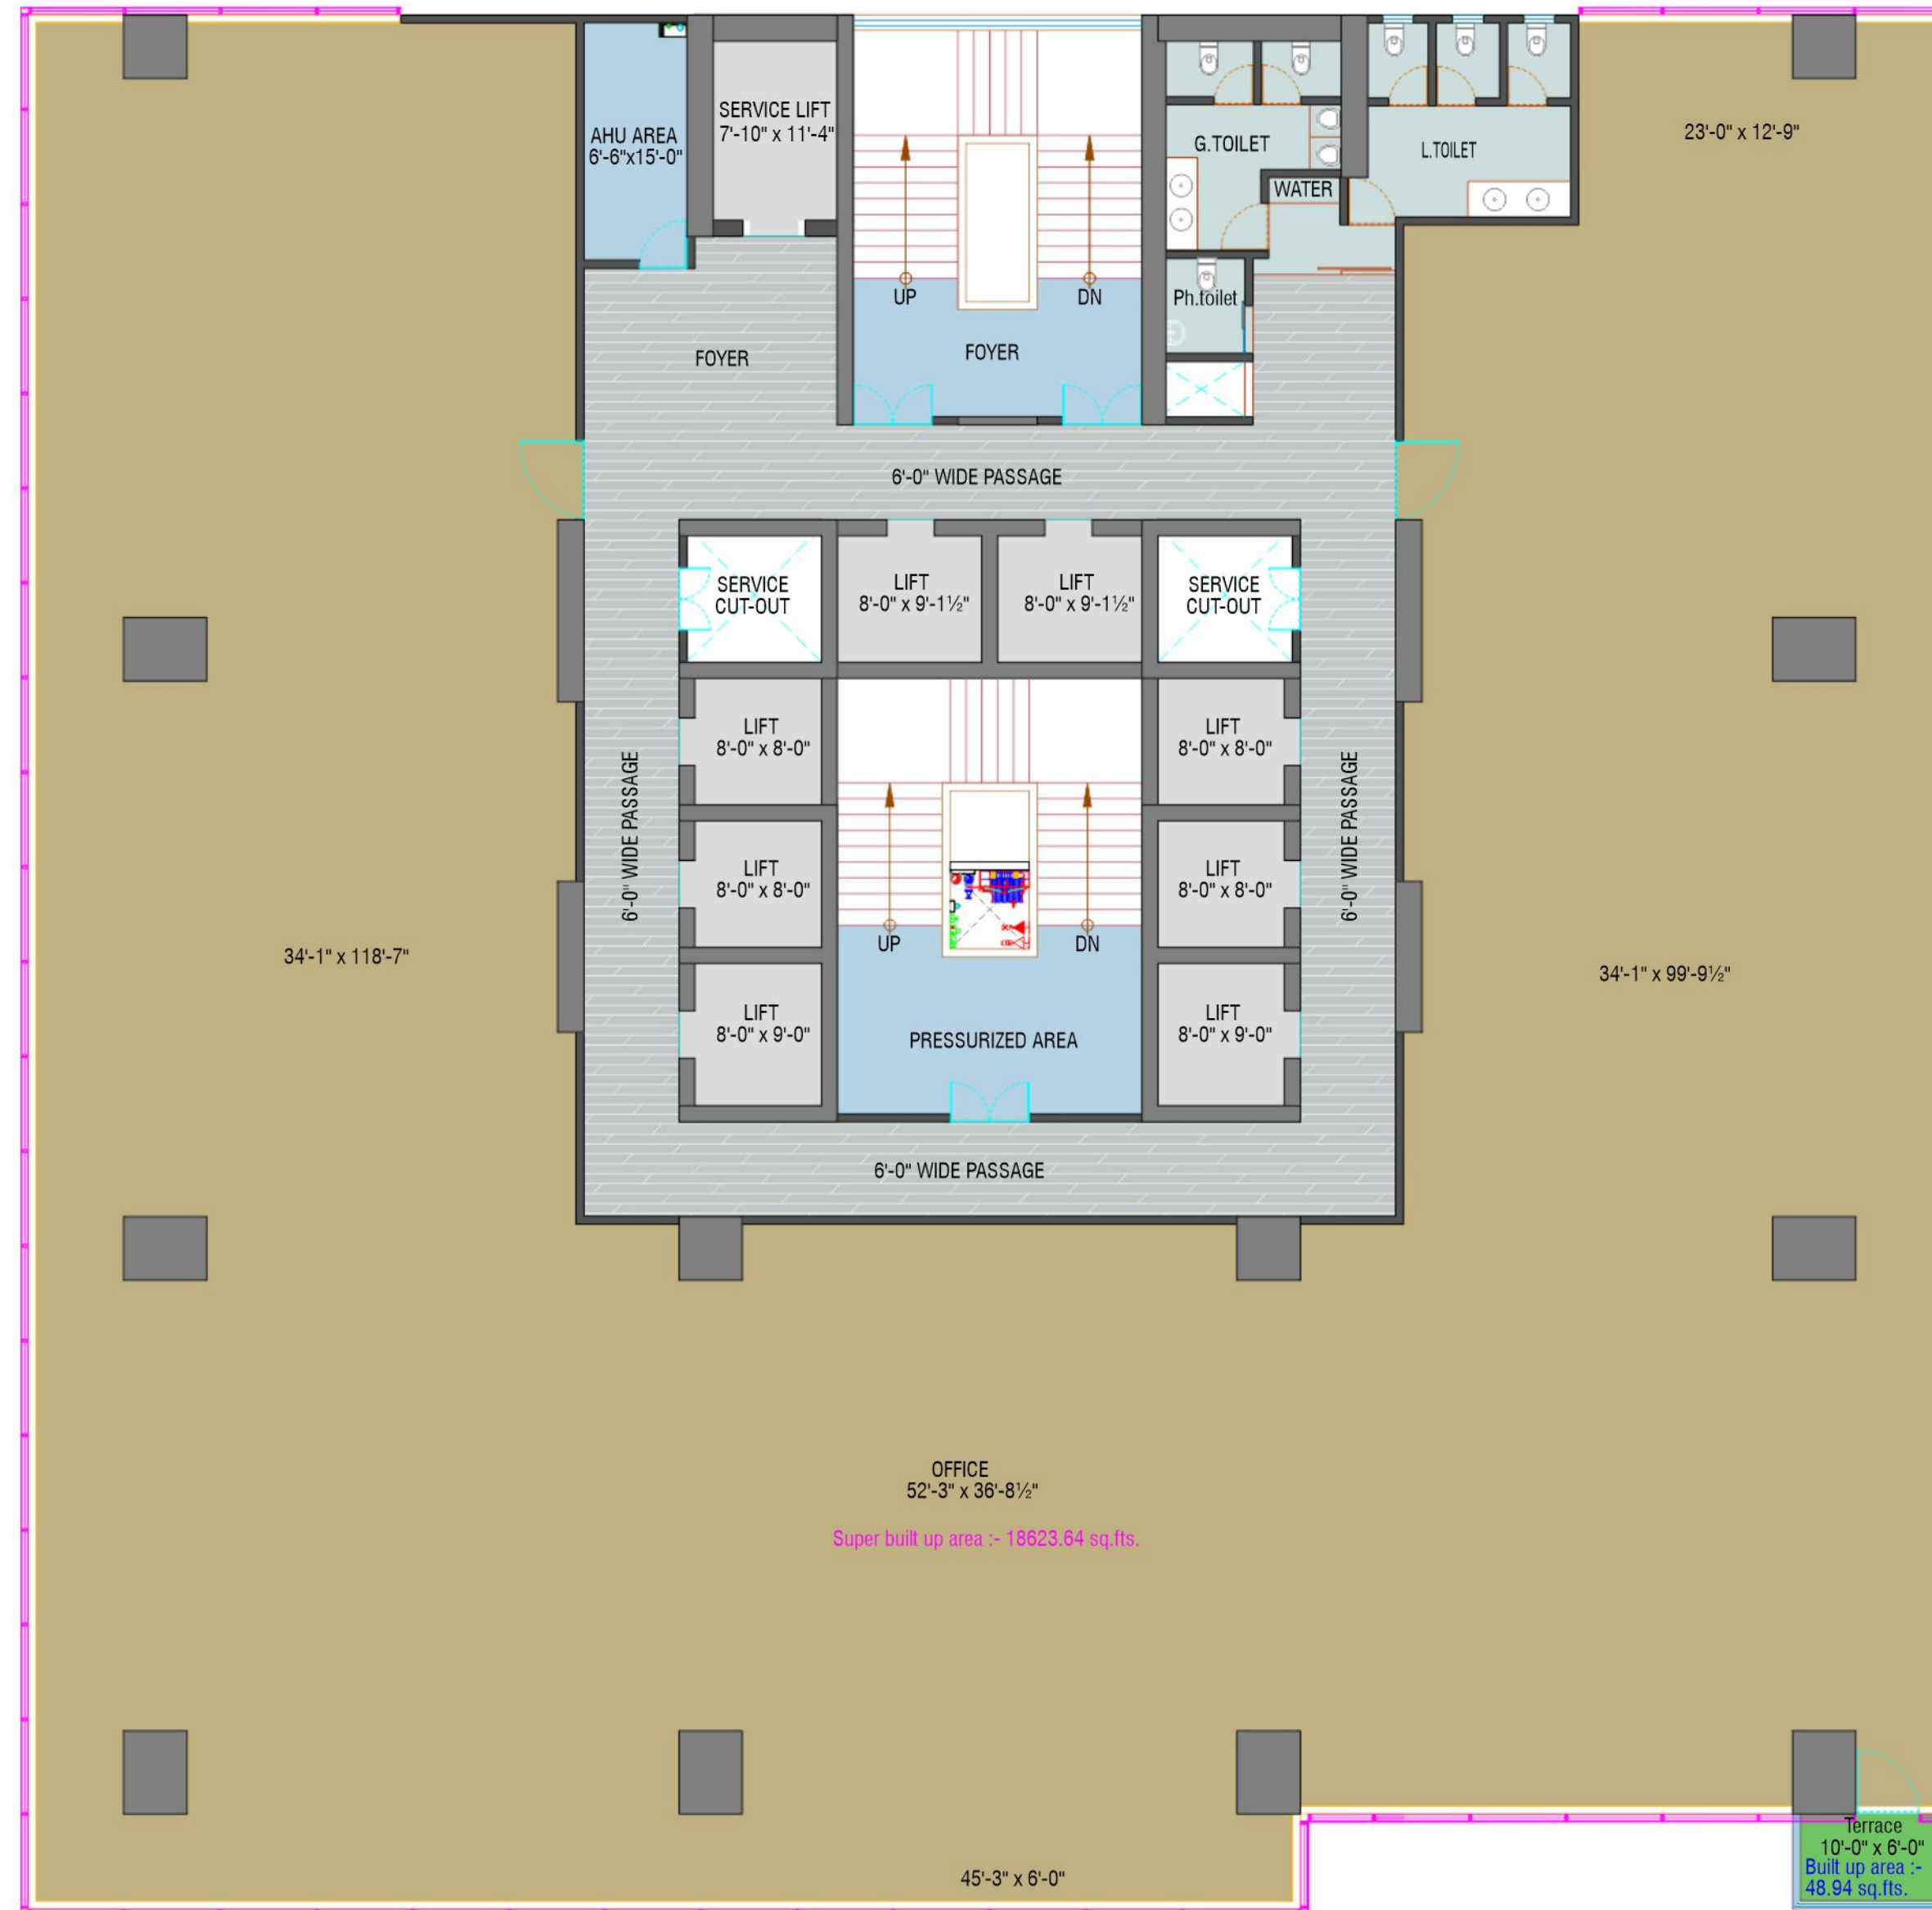 SERVICE LIFT
7'-10" x 11'-4"
AHU AREA
6'-6"x15'-0"
G.TOILET
L.TOILET
23'-0" x 12'-9"
WATER
UP
DN
Ph.toilet
FOYER
FOYER
6'-0" WIDE PASSAGE
SERVICE
CUT-OUT
LIFT
8'-0" x 9'-1½"
LIFT
8'-0" x 9'-1½"
SERVICE
CUT-OUT
LIFT
8'-0" x 8'-0"
LIFT
8'-0" x 8'-0"
6'-0" WIDE PASSAGE
6'-0" WIDE PASSAGE
LIFT
8'-0" x 8'-0"
LIFT
8'-0" x 8'-0"
UP
DN
34'-1" x 118'-7"
34'-1" x 99'-9½"
LIFT
8'-0" x 9'-0"
PRESSURIZED AREA
LIFT
8'-0" x 9'-0"
6'-0" WIDE PASSAGE
OFFICE
52'-3" x 36'-8½"
Super built up area :- 18623.64 sq.fts.
45'-3" x 6'-0"
Terrace
10'-0" x 6'-0"
Built up area :-
48.94 sq.fts.